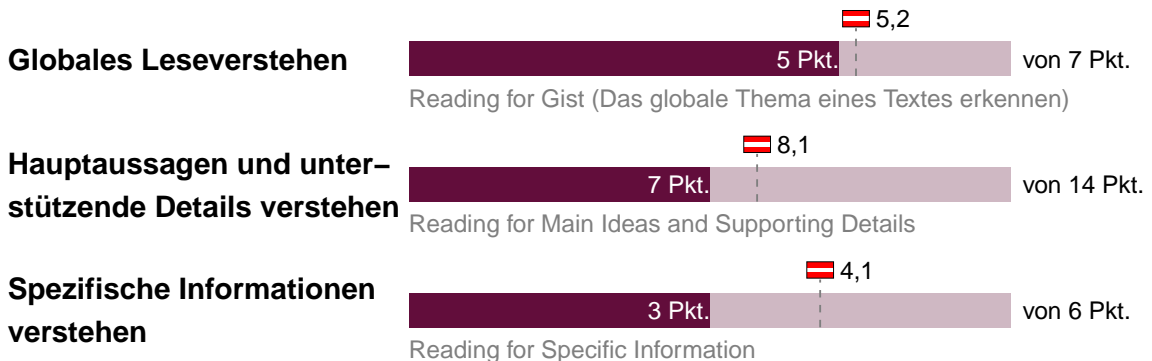 5,2
Globales Leseverstehen 5 Pkt. von 7 Pkt.
Reading for Gist (Das globale Thema eines Textes erkennen)
8,1
Hauptaussagen und unter–
stützende Details verstehen 7 Pkt. von 14 Pkt.
Reading for Main Ideas and Supporting Details
4,1
Spezifische Informationen
verstehen 3 Pkt. von 6 Pkt.
Reading for Specific Information